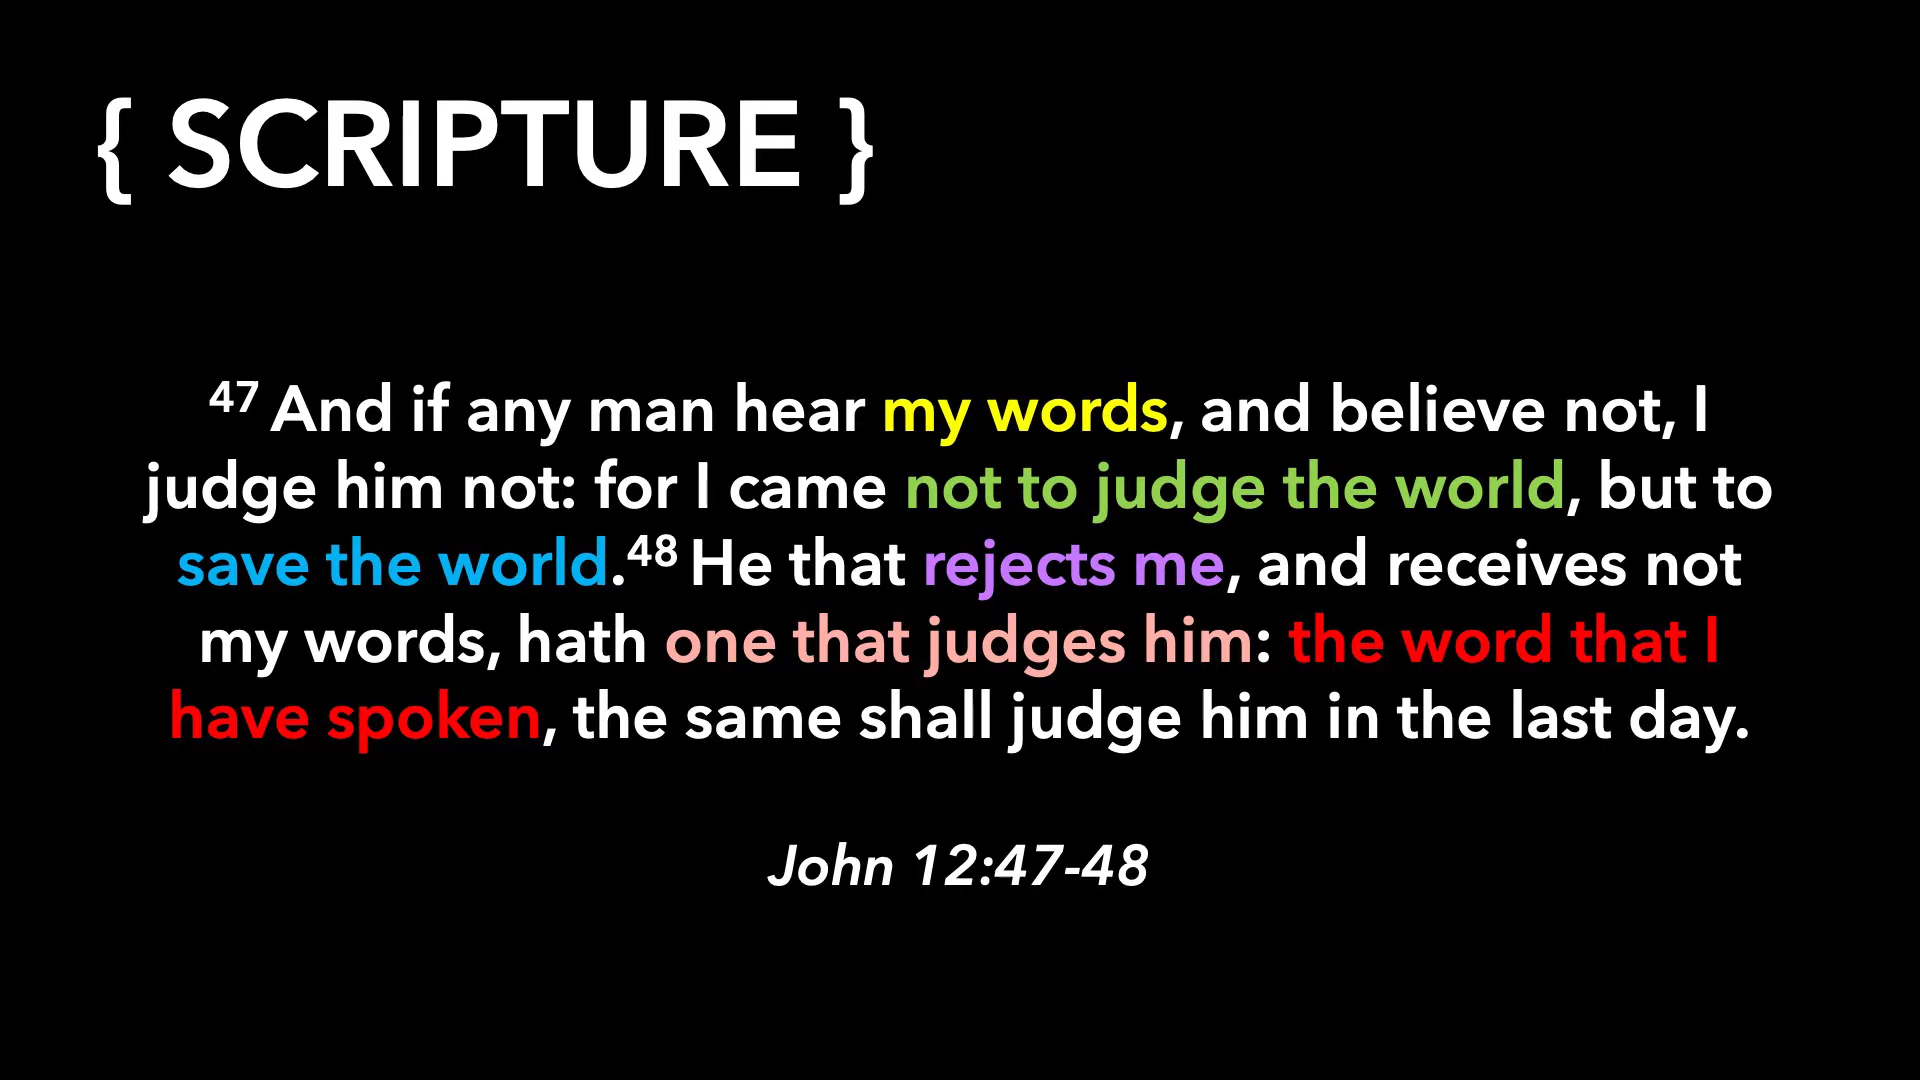 { SCRIPTURE }
47 And if any man hear my words, and believe not, I
judge him not: for I came not to judge the world, but to
save the world.48 He that rejects me, and receives not
my words, hath one that judges him: the word that I
have spoken, the same shall judge him in the last day.
John 12:47-48